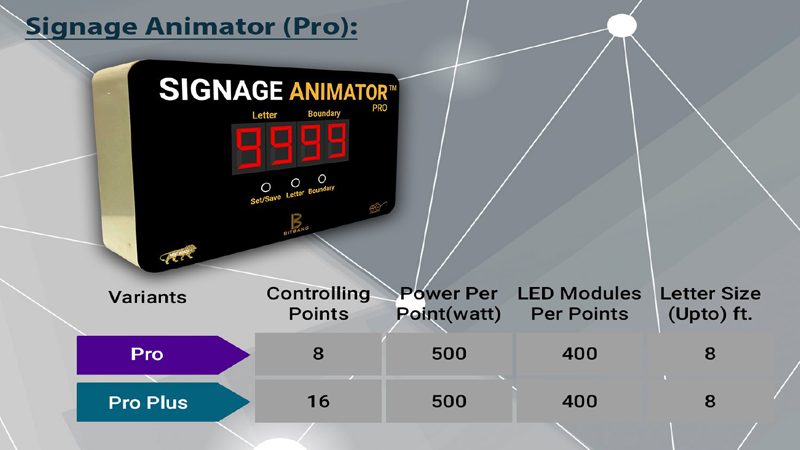 Signage Animator (Pro):
SIGNAGE ANIMATOR™
PRO
Letter Boundary
9999
Set/Save Letter Boundary
BITBANG
Variants
Controlling Points
Power Per Point(watt)
LED Modules Per Points
Letter Size (Upto) ft.
Pro 8 500 400 8
Pro Plus 16 500 400 8